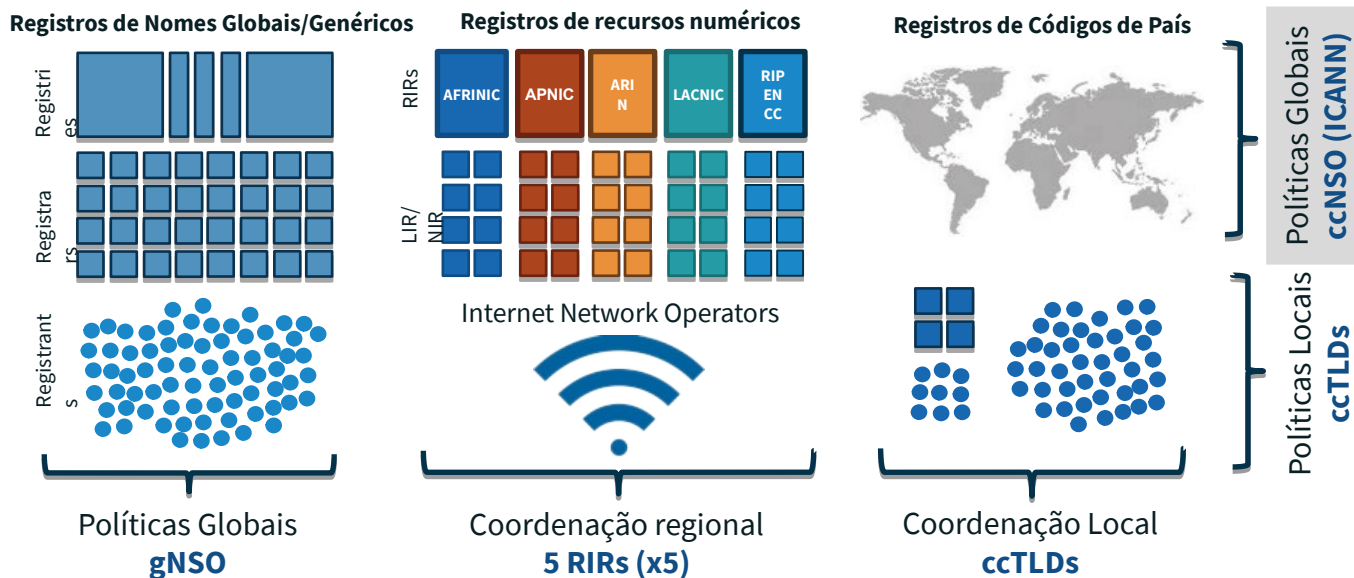 Registros de Nomes Globais/Genéricos
Registri
es
Registra
rs
Registrant
s
Políticas Globais
gNSO
Registros de recursos numéricos
RIRs
AFRINIC
APNIC
ARI
N
LACNIC
RIP
EN
CC
LIR/
NIR
Internet Network Operators
Coordenação regional
5 RIRs (x5)
Registros de Códigos de País
Políticas Globais
ccNSO (ICANN)
Políticas Locais
ccTLDs
Coordenação Local
ccTLDs